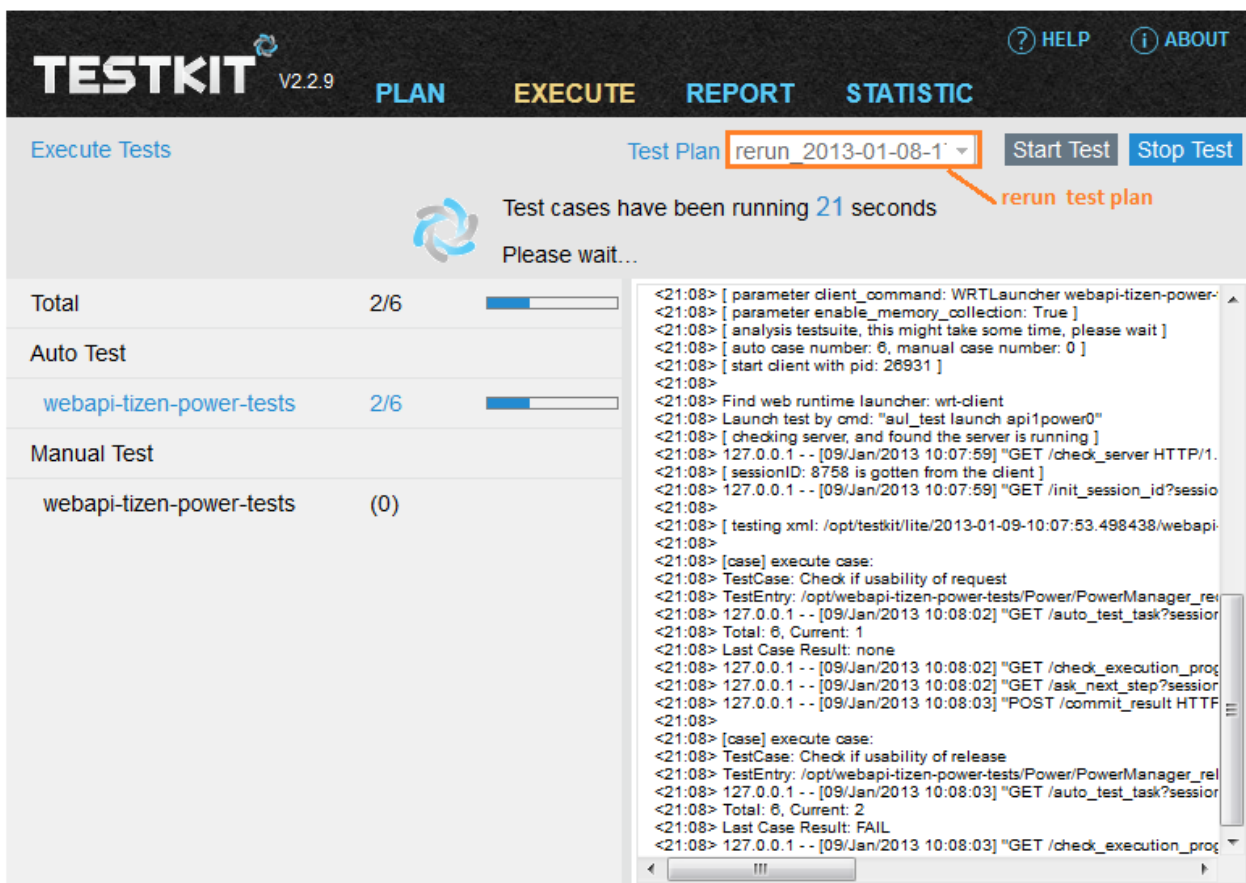 HELP
ABOUT
TESTKIT V2.2.9
PLAN EXECUTE REPORT STATISTIC
Execute Tests
Test Plan rerun_2013-01-08-1 Start Test Stop Test
rerun test plan
Test cases have been running 21 seconds
Please wait...
Total 2/6
Auto Test
webapi-tizen-power-tests 2/6
Manual Test
webapi-tizen-power-tests (0)
<21:08> [ parameter client_command: WRTLauncher webapi-tizen-power-
<21:08> [ parameter enable_memory_collection: True ]
<21:08> [ analysis testsuite, this might take some time, please wait ]
<21:08> [ auto case number: 6, manual case number: 0 ]
<21:08> [ start client with pid: 26931 ]
<21:08>
<21:08> Find web runtime launcher: wrt-client
<21:08> Launch test by cmd: "aul_test launch api1power0"
<21:08> [ checking server, and found the server is running ]
<21:08> 127.0.0.1 - - [09/Jan/2013 10:07:59] "GET /check_server HTTP/1.
<21:08> [ sessionID: 8758 is gotten from the client ]
<21:08> 127.0.0.1 - - [09/Jan/2013 10:07:59] "GET /init_session_id?sessio
<21:08>
<21:08> [ testing xml: /opt/testkit/lite/2013-01-09-10:07:53.498438/webapi-
<21:08>
<21:08> [case] execute case:
<21:08> TestCase: Check if usability of request
<21:08> TestEntry: /opt/webapi-tizen-power-tests/Power/PowerManager_re
<21:08> 127.0.0.1 - - [09/Jan/2013 10:08:02] "GET /auto_test_task?session
<21:08> Total: 6, Current: 1
<21:08> Last Case Result: none
<21:08> 127.0.0.1 - - [09/Jan/2013 10:08:02] "GET /check_execution_prog
<21:08> 127.0.0.1 - - [09/Jan/2013 10:08:02] "GET /ask_next_step?session
<21:08> 127.0.0.1 - - [09/Jan/2013 10:08:03] "POST /commit_result HTTF
<21:08>
<21:08> [case] execute case:
<21:08> TestCase: Check if usability of release
<21:08> TestEntry: /opt/webapi-tizen-power-tests/Power/PowerManager_rel
<21:08> 127.0.0.1 - - [09/Jan/2013 10:08:03] "GET /auto_test_task?session
<21:08> Total: 6, Current: 2
<21:08> Last Case Result: FAIL
<21:08> 127.0.0.1 - - [09/Jan/2013 10:08:03] "GET /check_execution_prog